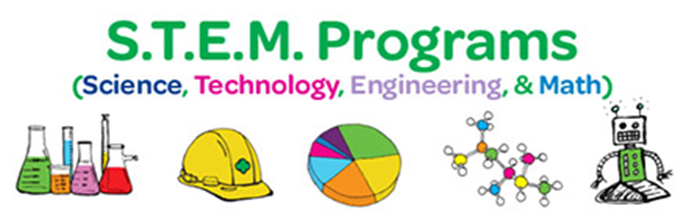 S.T.E.M. Programs
(Science, Technology, Engineering, & Math)